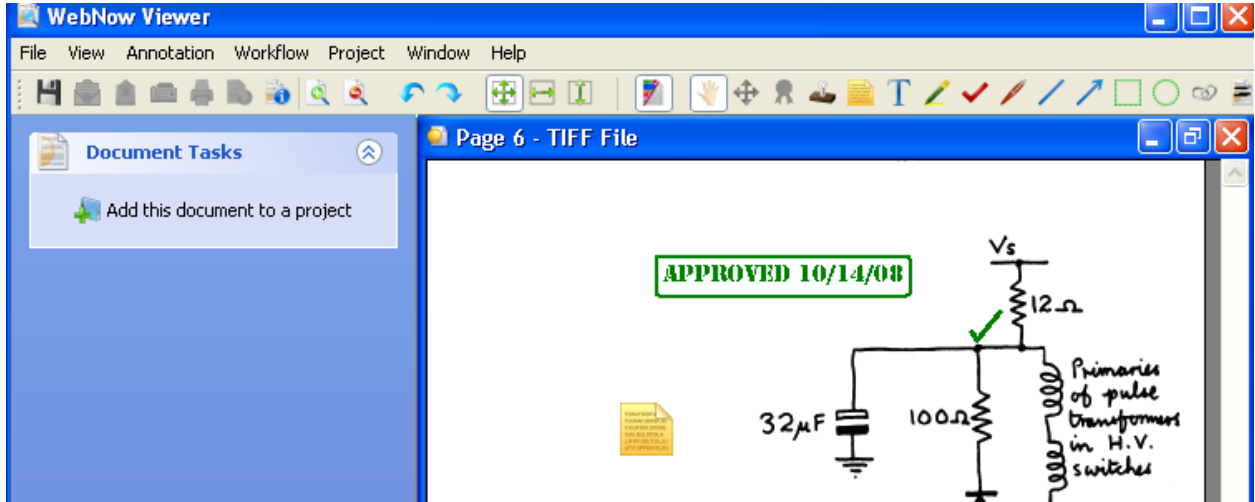 WebNow Viewer
File View Annotation Workflow Project Window Help
T
Document Tasks
Add this document to a project
Page 6 - TIFF File
Vs
APPROVED 10/14/08
12Ω
32µF
100Ω
Primaries
of pulse
transformers
in H.V.
switches